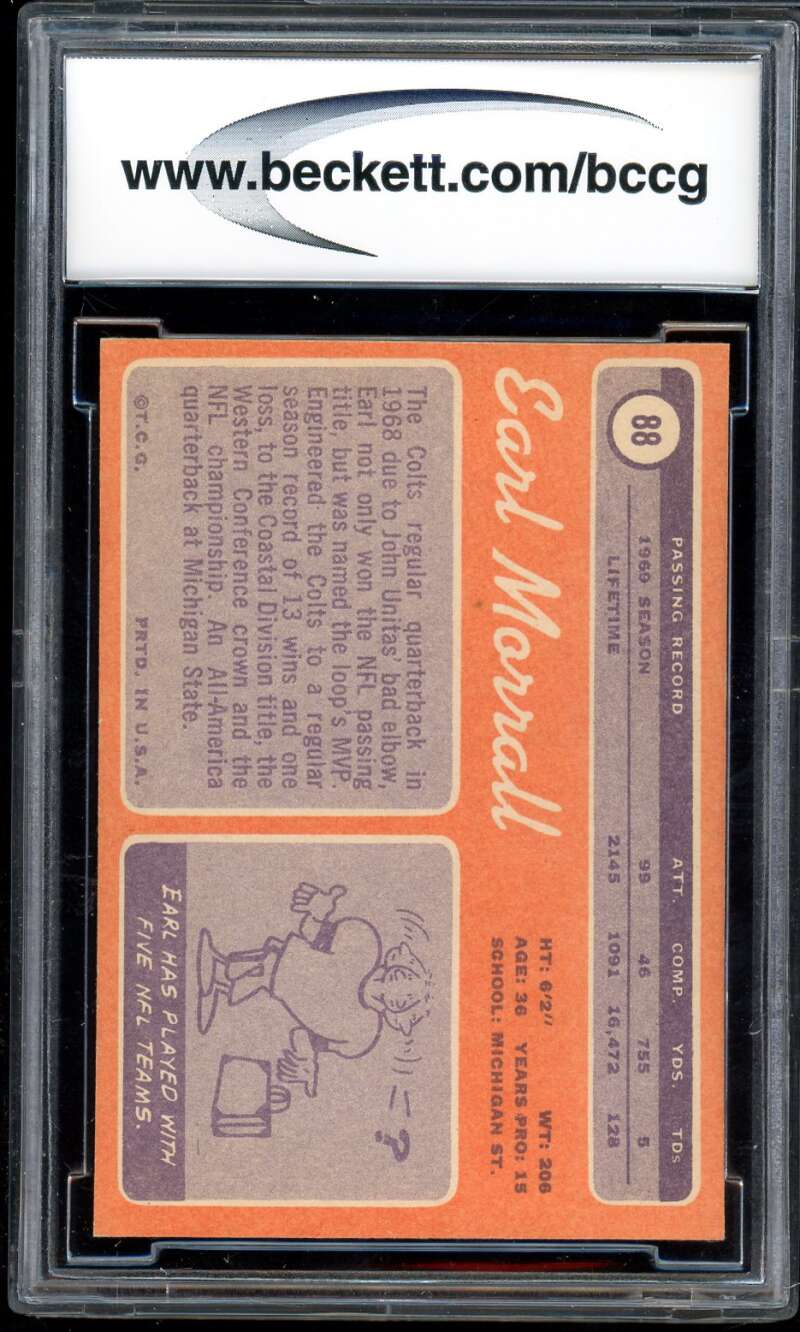 www.beckett.com/bccg
88
PASSING RECORD ATT. COMP. YDS. TDs
1969 SEASON 99 46 755 5
LIFETIME 2145 1091 16,472 128
Earl Morrall
HT: 6'2" WT: 206
AGE: 36 YEARS PRO: 15
SCHOOL: MICHIGAN ST.
The Colts regular quarterback in
1968 due to John Unitas' bad elbow,
Earl not only won the NFL passing
title, but was named the loop's MVP.
Engineered the Colts to a regular
season record of 13 wins and one
loss, to the Coastal Division title, the
Western Conference crown and the
NFL championship. An All-America
quarterback at Michigan State.
©T.C.G. PRTD. IN U.S.A.
= ?
EARL HAS PLAYED WITH
FIVE NFL TEAMS.